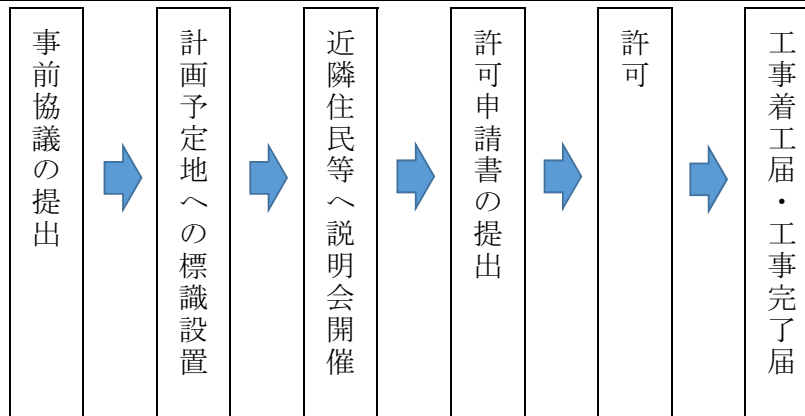 事前協議の提出
計画予定地への標識設置
近隣住民等へ説明会開催
許可申請書の提出
許可
工事着工届・工事完了届